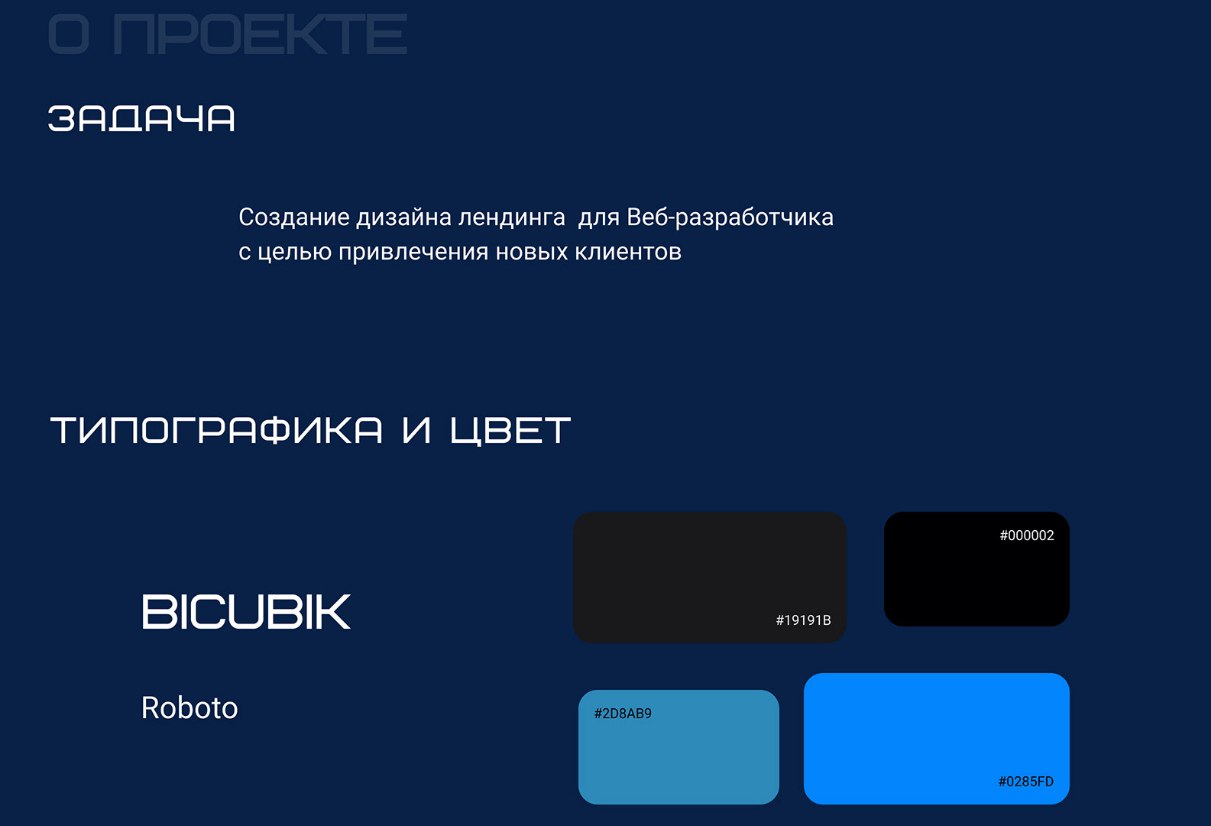 О ПРОЕКТЕ
ЗАДАЧА
Создание дизайна лендинга для Веб-разработчика
с целью привлечения новых клиентов
ТИПОГРАФИКА И ЦВЕТ
BICUBIK
Roboto
#19191B
#000002
#2D8AB9
#0285FD